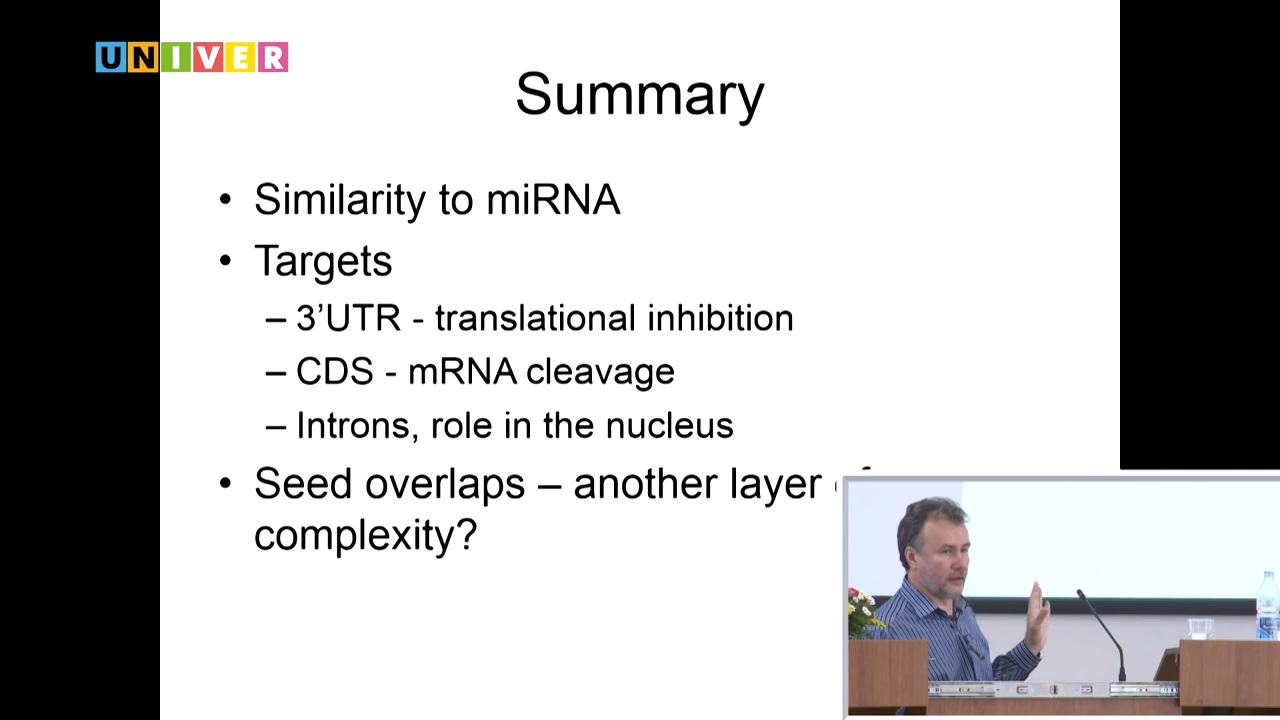 UNIVER
Summary
• Similarity to miRNA
• Targets
– 3’UTR - translational inhibition
– CDS - mRNA cleavage
– Introns, role in the nucleus
• Seed overlaps – another layer
complexity?